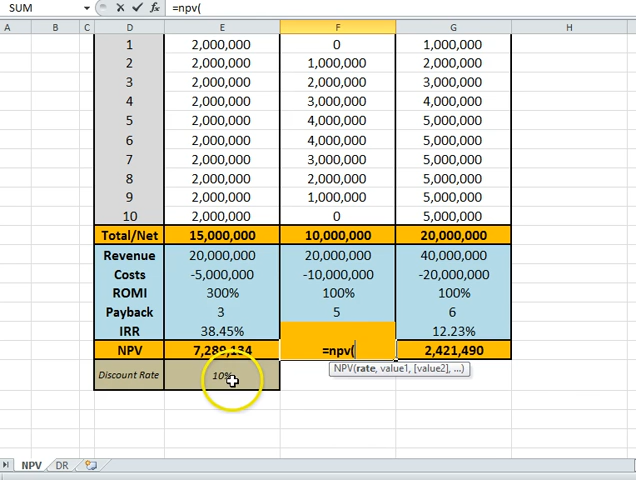 SUM =npv(
A B C D E F G H
1 2,000,000 0 1,000,000
2 2,000,000 1,000,000 2,000,000
3 2,000,000 2,000,000 3,000,000
4 2,000,000 3,000,000 4,000,000
5 2,000,000 4,000,000 5,000,000
6 2,000,000 4,000,000 5,000,000
7 2,000,000 3,000,000 5,000,000
8 2,000,000 2,000,000 5,000,000
9 2,000,000 1,000,000 5,000,000
10 2,000,000 0 5,000,000
Total/Net 15,000,000 10,000,000 20,000,000
Revenue 20,000,000 20,000,000 40,000,000
Costs -5,000,000 -10,000,000 -20,000,000
ROMI 300% 100% 100%
Payback 3 5 6
IRR 38.45% 12.23%
NPV 7,289,134 =npv( 2,421,490
NPV(rate, value1, [value2], ...)
Discount Rate 10%
NPV DR